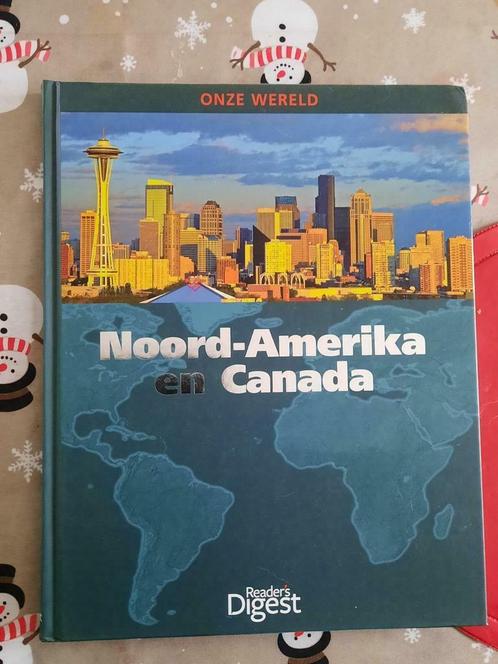 ONZE WERELD
Noord-Amerika
en Canada
Reader's
Digest